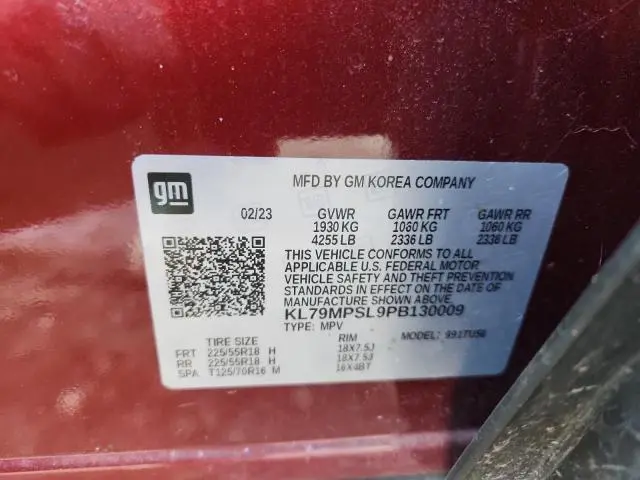 gm
MFD BY GM KOREA COMPANY
02/23 GVWR GAWR FRT GAWR RR
1930 KG 1060 KG 1060 KG
4255 LB 2336 LB 2336 LB
THIS VEHICLE CONFORMS TO ALL
APPLICABLE U.S. FEDERAL MOTOR
VEHICLE SAFETY AND THEFT PREVENTION
STANDARDS IN EFFECT ON THE DATE OF
MANUFACTURE SHOWN ABOVE
KL79MPSL9PB130009
TYPE: MPV MODEL:
TIRE SIZE RIM
FRT 225/55R18 H 18X7.5J
RR 225/55R18 H 18X7.5J
SPA T125/70R16 M 16X4BT